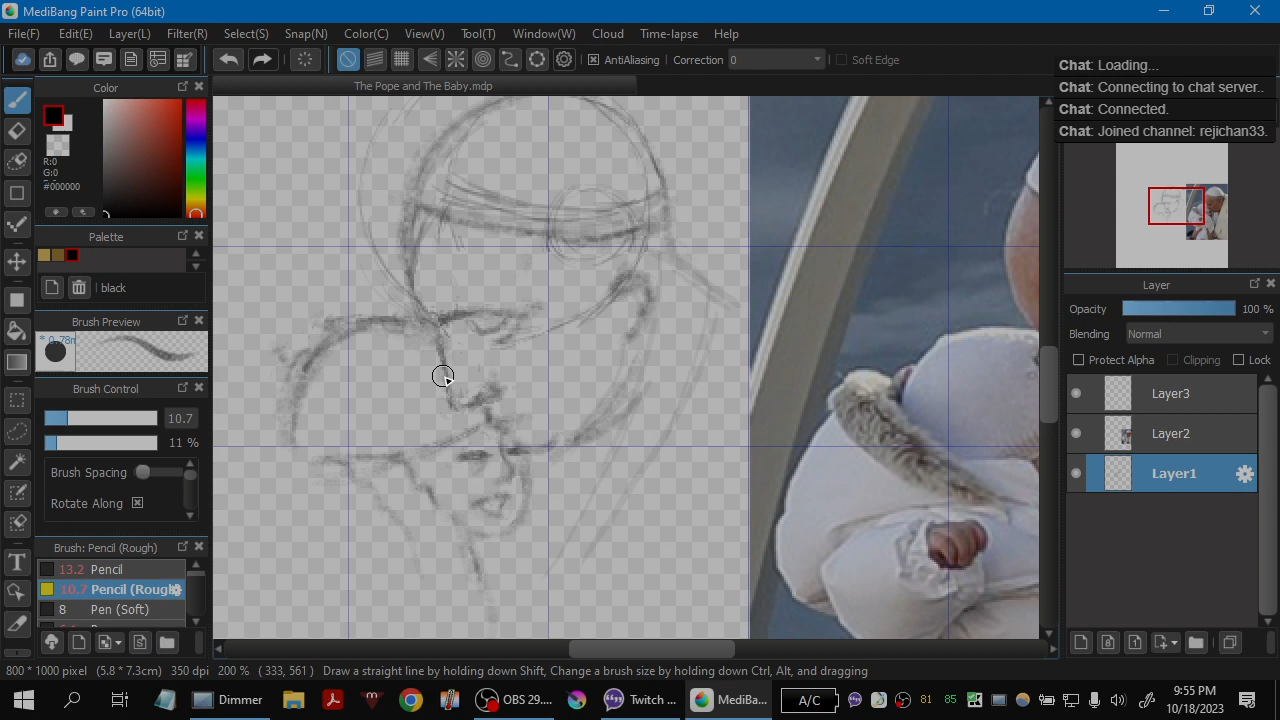 MediBang Paint Pro (64bit)
File(F) Edit(E) Layer(L) Filter(R) Select(S) Snap(N) Color(C) View(V) Tool(T) Window(W) Cloud Time-lapse Help
AntiAliasing Correction 0 Soft Edge
Chat: Loading...
Chat: Connecting to chat server..
Chat: Connected.
Chat: Joined channel: rejichan33.
Color
The Pope and The Baby.mdp
R:0
G:0
#000000
Palette
black
Brush Preview
Brush Control
10.7
11 %
Brush Spacing
Rotate Along
Brush: Pencil (Rough)
13.2 Pencil
10.7 Pencil (Rough)
8 Pen (Soft)
Layer
Opacity 100 %
Blending Normal
Protect Alpha Clipping Lock
Layer3
Layer2
Layer1
800 * 1000 pixel (5.8 * 7.3cm) 350 dpi 200 % ( 333, 561 ) Draw a straight line by holding down Shift, Change a brush size by holding down Ctrl, Alt, and dragging
Dimmer
OBS 29....
Twitch ...
MediBa...
A/C
81
85
9:55 PM
10/18/2023